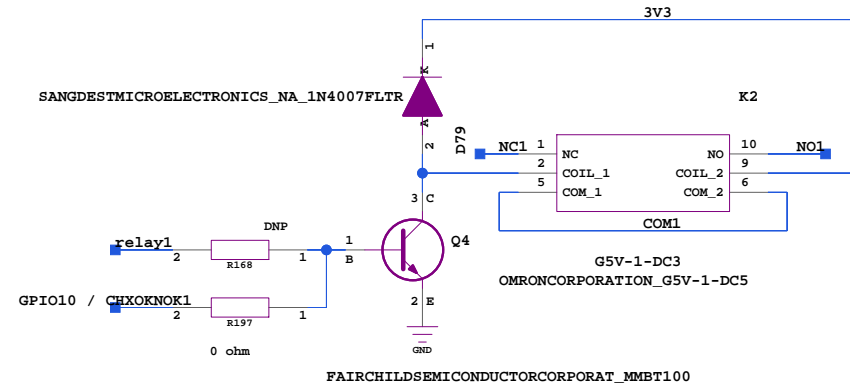 3V3
1
K
SANGDESTMICROELECTRONICS_NA_1N4007FLTR
K2
A
2
D79
NC1
1
NC
NO
10
NO1
2
COIL_1
COIL_2
9
5
COM_1
COM_2
6
COM1
3
C
DNP
relay1
2
R168
1
1
B
Q4
G5V-1-DC3
OMRONCORPORATION_G5V-1-DC5
GPIO10 / CHXOKNOK1
2
R197
1
2
E
0 ohm
GND
FAIRCHILDSEMICONDUCTORCORPORAT_MMBT100